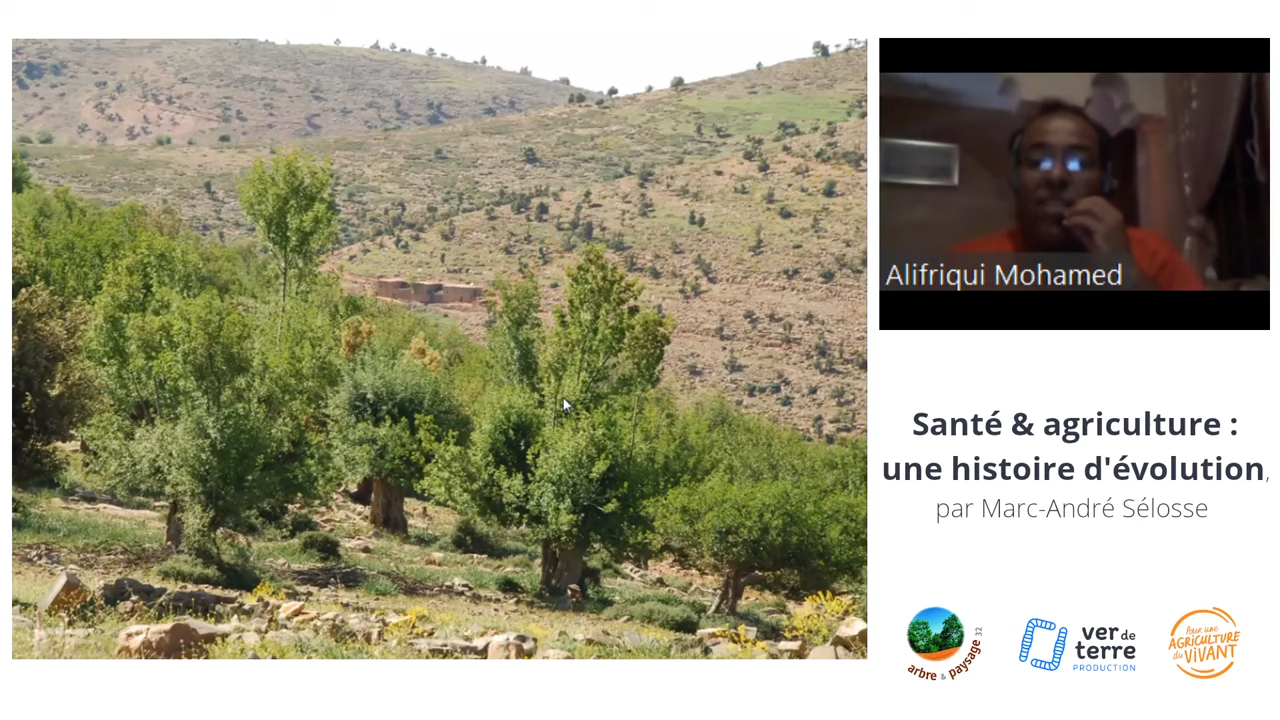 Alifriqui Mohamed
Santé & agriculture :
une histoire d'évolution,
par Marc-André Sélosse
arbre & paysage 32
ver de
terre
PRODUCTION
Pour une
AGRICULTURE
du VIVANT